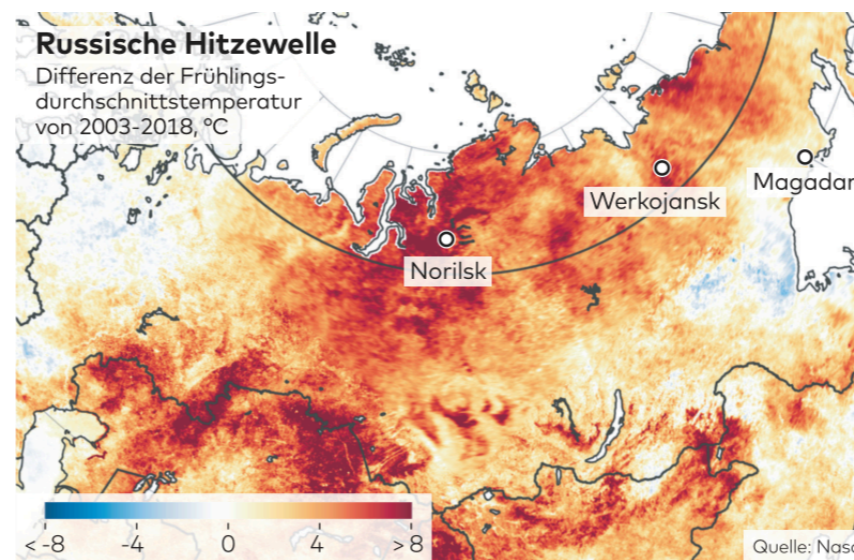 Russische Hitzewelle
Differenz der Frühlings-
durchschnittstemperatur
von 2003-2018, °C
Werkojansk
Magadan
Norilsk
< -8 -4 0 4 > 8
Quelle: Nasa